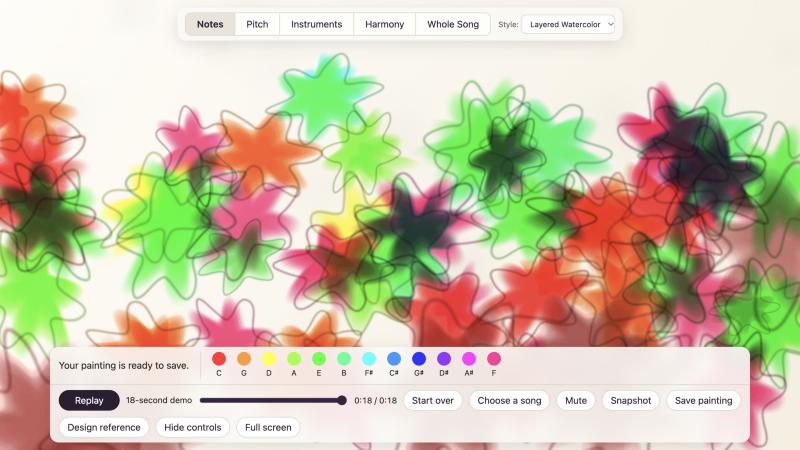 Notes Pitch Instruments Harmony Whole Song Style: Layered Watercolor
Your painting is ready to save.
C G D A E B F# C# G# D# A# F
Replay 18-second demo 0:18 / 0:18 Start over Choose a song Mute Snapshot Save painting
Design reference Hide controls Full screen